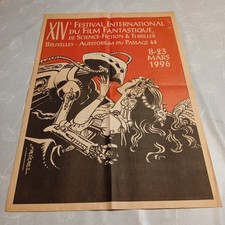 XIVe FESTIVAL INTERNATIONAL
DU FILM FANTASTIQUE,
DE SCIENCE-FICTION & THRILLER
BRUXELLES - AUDITORIUM DU PASSAGE 44
8-23
MARS
1996